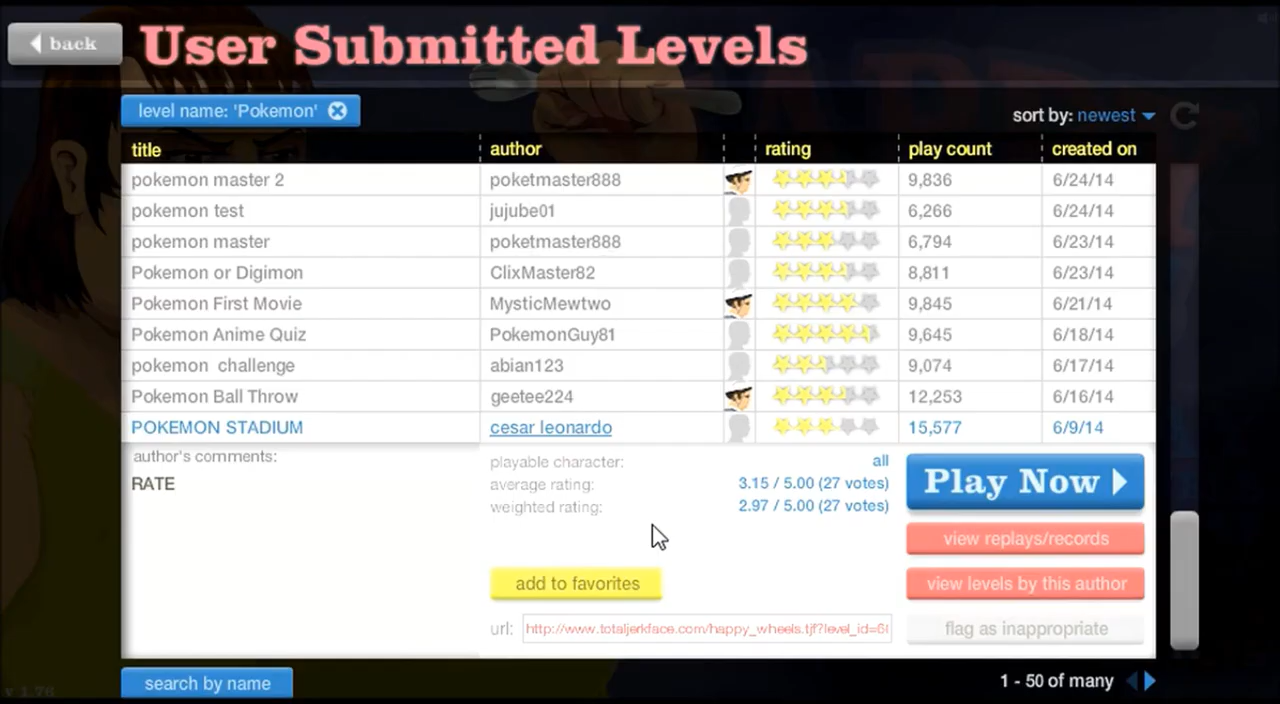 back
User Submitted Levels
level name: 'Pokemon'
sort by: newest
title author rating play count created on
pokemon master 2 poketmaster888 9,836 6/24/14
pokemon test jujube01 6,266 6/24/14
pokemon master poketmaster888 6,794 6/23/14
Pokemon or Digimon ClixMaster82 8,811 6/23/14
Pokemon First Movie MysticMewtwo 9,845 6/21/14
Pokemon Anime Quiz PokemonGuy81 9,645 6/18/14
pokemon  challenge abian123 9,074 6/17/14
Pokemon Ball Throw geetee224 12,253 6/16/14
POKEMON STADIUM cesar leonardo 15,577 6/9/14
author's comments:
RATE
playable character: all
average rating: 3.15 / 5.00 (27 votes)
weighted rating: 2.97 / 5.00 (27 votes)
Play Now
view replays/records
add to favorites
view levels by this author
url: http://www.totaljerkface.com/happy_wheels.tjf?level_id=6
flag as inappropriate
search by name
1 - 50 of many
v 1.76